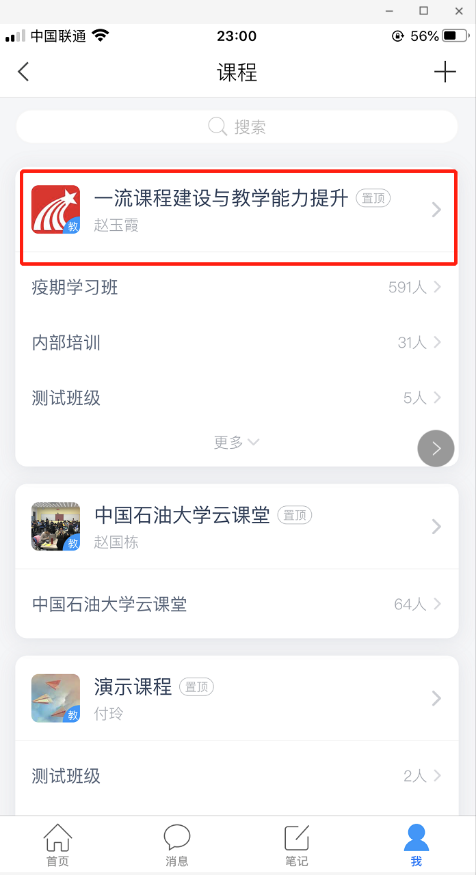 中国联通 23:00 56%
课程
搜索
一流课程建设与教学能力提升 置顶
教 赵玉霞
疫期学习班 591人
内部培训 31人
测试班级 5人
更多
中国石油大学云课堂 置顶
教 赵国栋
中国石油大学云课堂 64人
演示课程 置顶
教 付玲
测试班级 2人
首页 消息 笔记 我